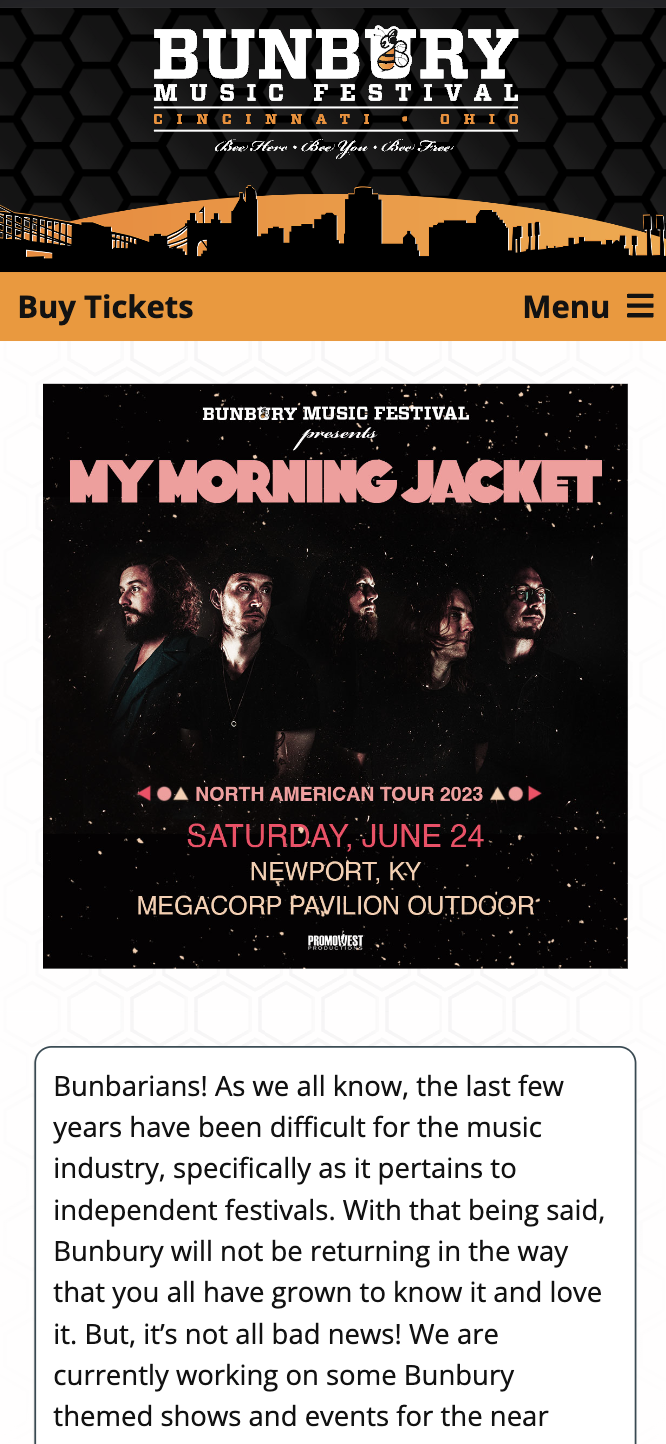 BUNBURY
MUSIC FESTIVAL
CINCINNATI • OHIO
Bee Here • Bee You • Bee Free
Buy Tickets
Menu
BUNBURY MUSIC FESTIVAL
presents
MY MORNING JACKET
NORTH AMERICAN TOUR 2023
SATURDAY, JUNE 24
NEWPORT, KY
MEGACORP PAVILION OUTDOOR
PROMOWEST
PRODUCTIONS
Bunbarians! As we all know, the last few
years have been difficult for the music
industry, specifically as it pertains to
independent festivals. With that being said,
Bunbury will not be returning in the way
that you all have grown to know it and love
it. But, it’s not all bad news! We are
currently working on some Bunbury
themed shows and events for the near